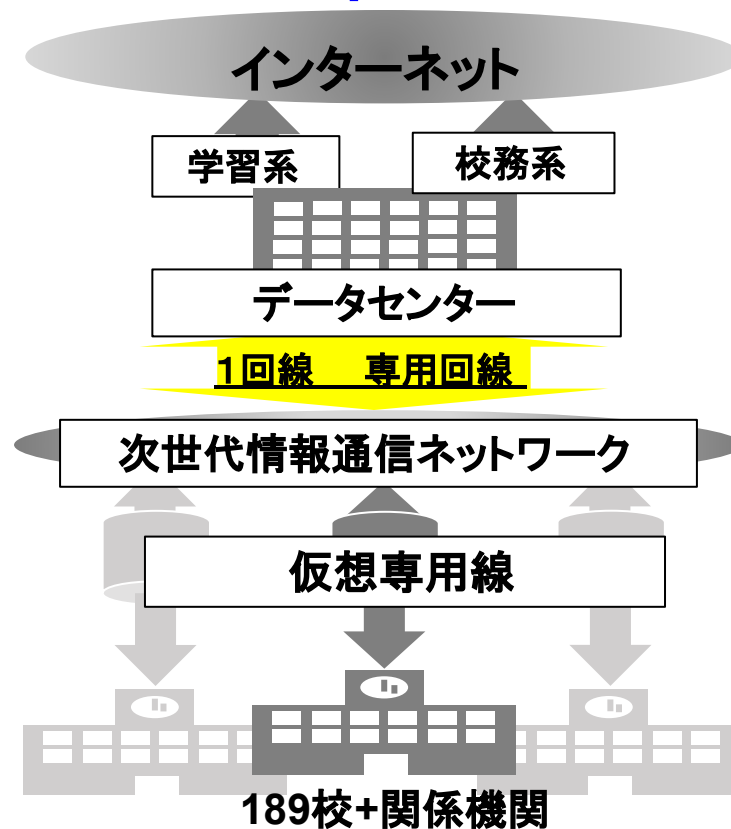 インターネット
学習系
校務系
データセンター
1回線　専用回線
次世代情報通信ネットワーク
仮想専用線
189校+関係機関